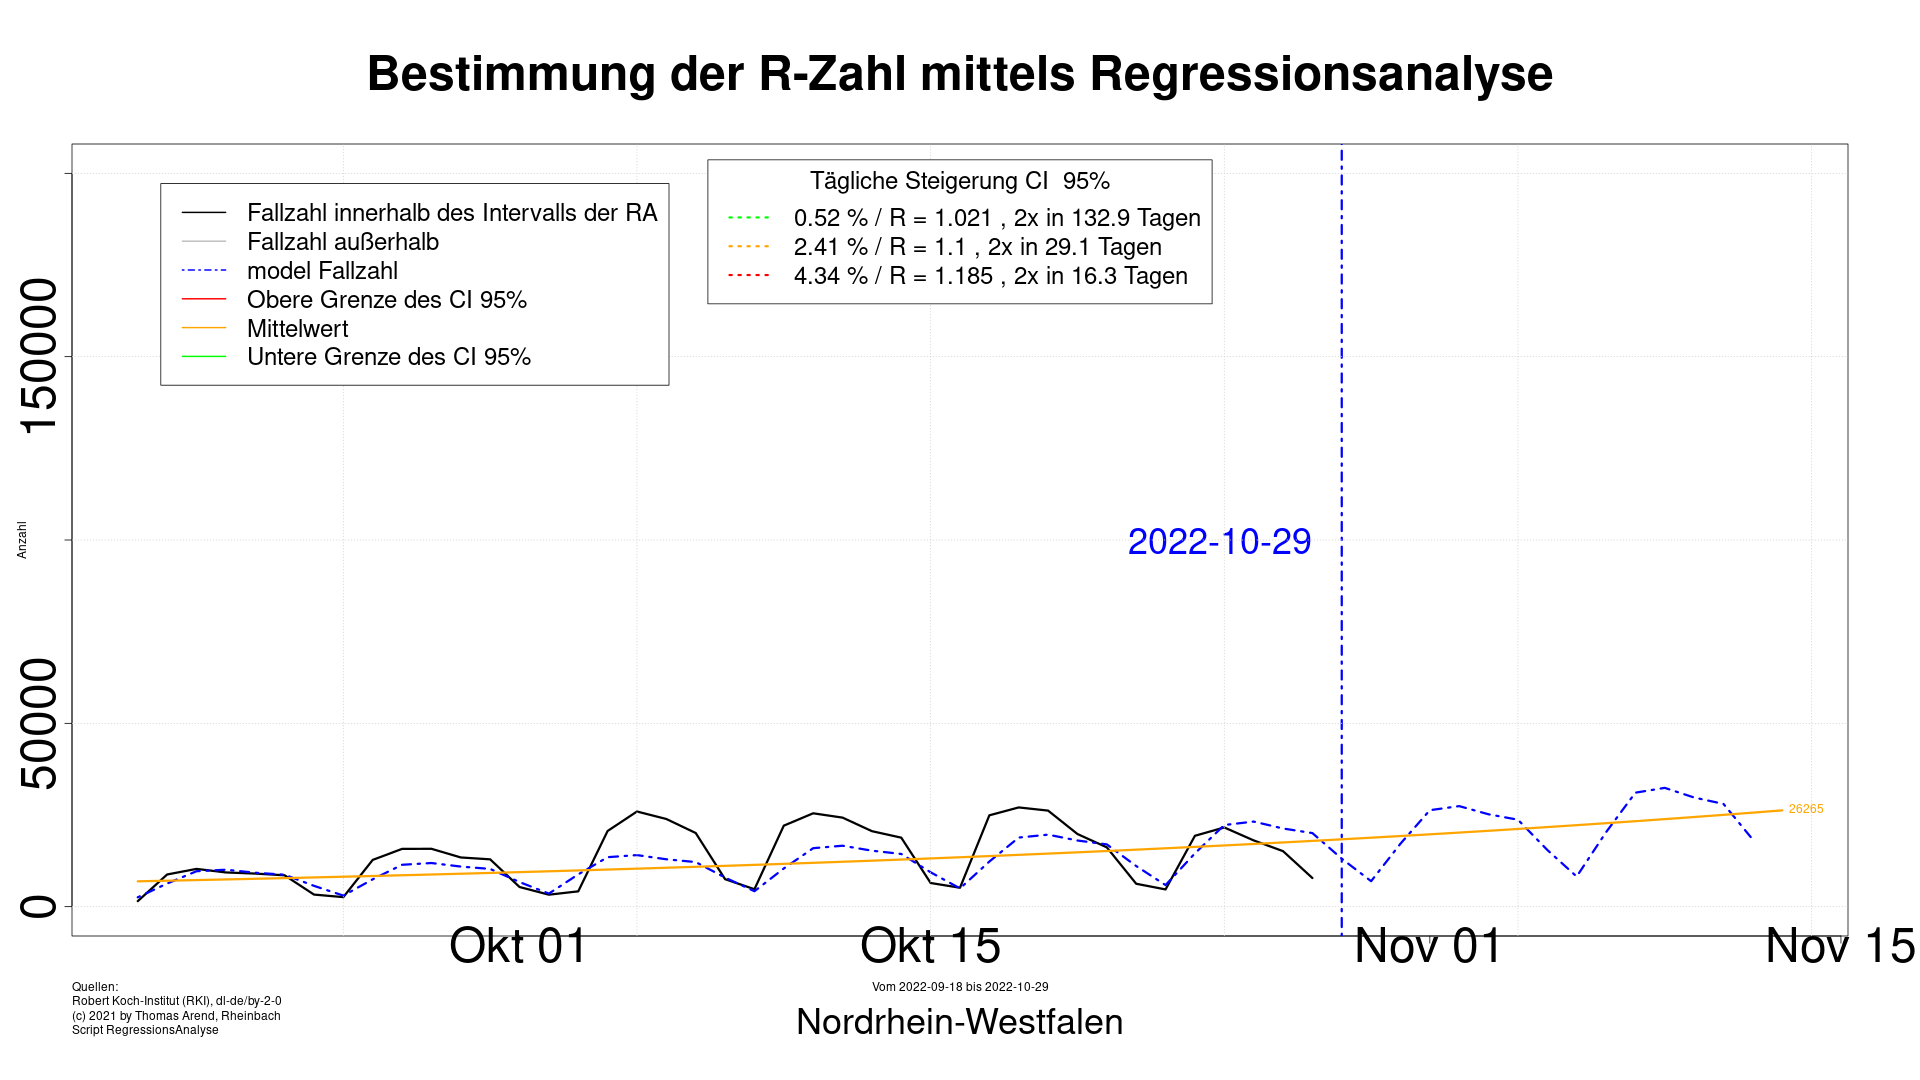 Bestimmung der R-Zahl mittels Regressionsanalyse
Fallzahl innerhalb des Intervalls der RA
Fallzahl außerhalb
model Fallzahl
Obere Grenze des CI 95%
Mittelwert
Untere Grenze des CI 95%
Tägliche Steigerung CI  95%
0.52 % / R = 1.021 , 2x in 132.9 Tagen
2.41 % / R = 1.1 , 2x in 29.1 Tagen
4.34 % / R = 1.185 , 2x in 16.3 Tagen
150000
50000
0
Anzahl
2022-10-29
26265
Okt 01
Okt 15
Nov 01
Nov 15
Quellen:
Robert Koch-Institut (RKI), dl-de/by-2-0
(c) 2021 by Thomas Arend, Rheinbach
Script RegressionsAnalyse
Vom 2022-09-18 bis 2022-10-29
Nordrhein-Westfalen